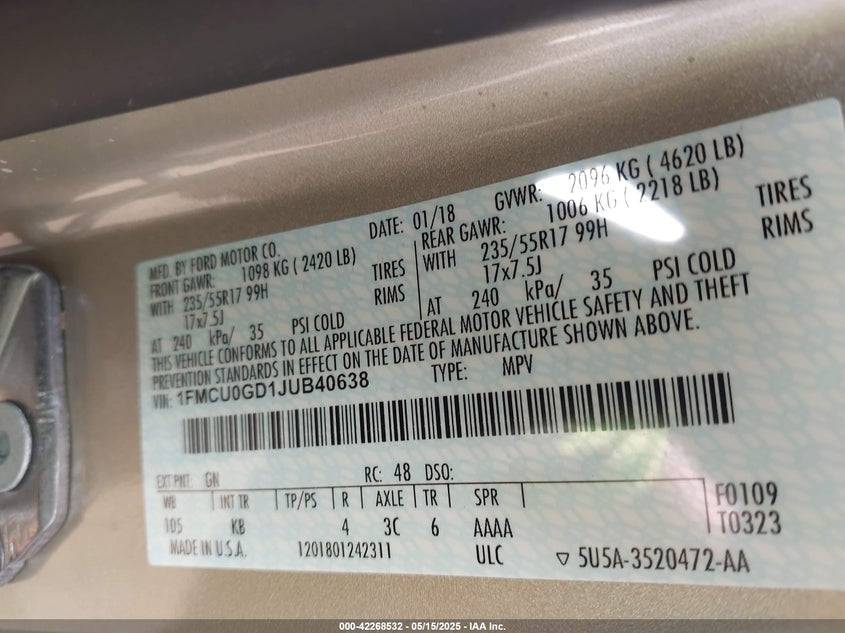 MFD. BY FORD MOTOR CO.
DATE: 01/18
GVWR: 2096 KG ( 4620 LB)
FRONT GAWR: 1098 KG ( 2420 LB)
REAR GAWR: 1006 KG ( 2218 LB)
WITH 235/55R17 99H TIRES
WITH 235/55R17 99H TIRES
17x7.5J RIMS
17x7.5J RIMS
AT 240 kPa/ 35 PSI COLD
AT 240 kPa/ 35 PSI COLD
THIS VEHICLE CONFORMS TO ALL APPLICABLE FEDERAL MOTOR VEHICLE SAFETY AND THEFT
PREVENTION STANDARDS IN EFFECT ON THE DATE OF MANUFACTURE SHOWN ABOVE.
VIN: 1FMCU0GD1JUB40638 TYPE: MPV
EXT PNT: GN RC: 48 DSO:
WB INT TR TP/PS R AXLE TR SPR
105 KB 4 3C 6 AAAA
F0109
T0323
MADE IN U.S.A. 1201801242311 ULC 5U5A-3520472-AA
000-42268532 - 05/15/2025 - IAA Inc.